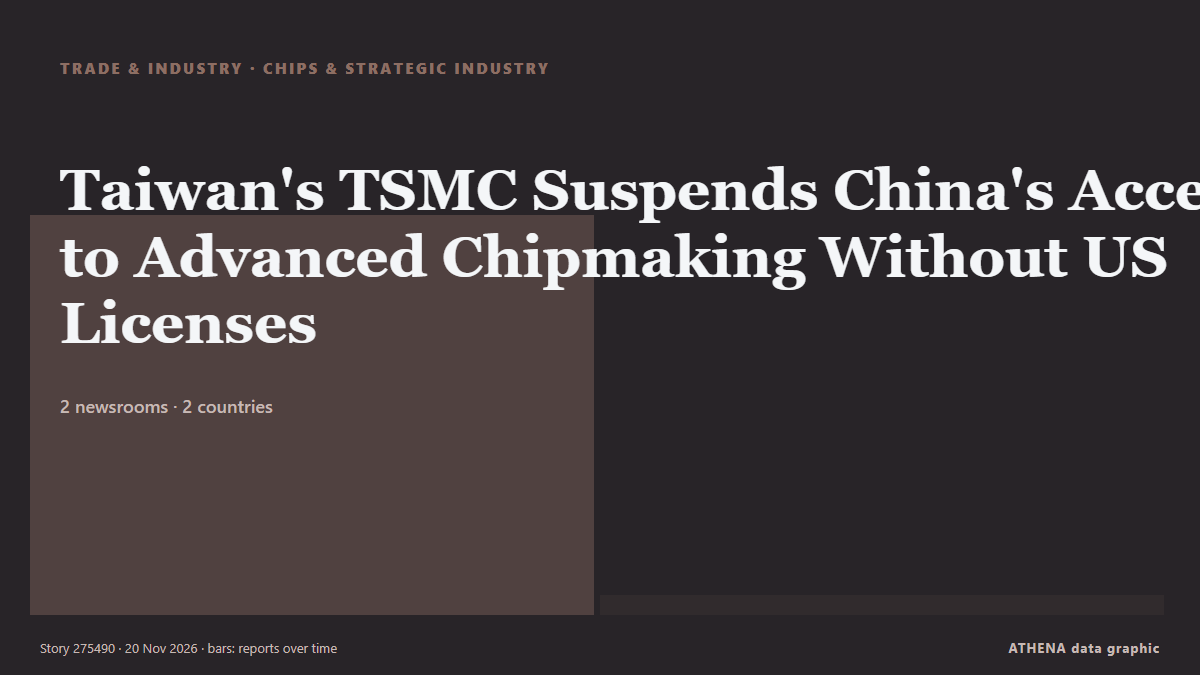 TRADE & INDUSTRY · CHIPS & STRATEGIC INDUSTRY
Taiwan's TSMC Suspends China's Acce
to Advanced Chipmaking Without US
Licenses
2 newsrooms · 2 countries
Story 275490 · 20 Nov 2026 · bars: reports over time
ATHENA data graphic